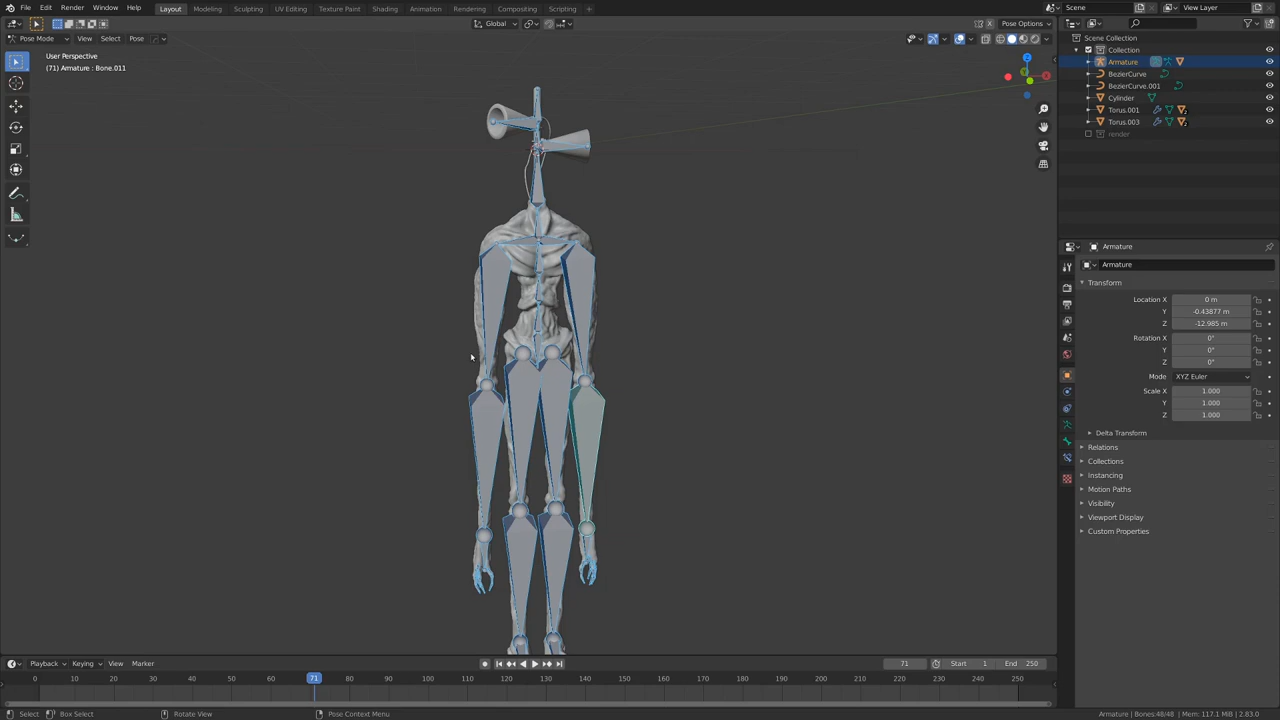 File Edit Render Window Help Layout Modeling Sculpting UV Editing Texture Paint Shading Animation Rendering Compositing Scripting + Scene View Layer
Global Pose Options
Pose Mode View Select Pose
User Perspective
(71) Armature : Bone.011
Scene Collection
Collection
Armature
BezierCurve
BezierCurve.001
Cylinder
Torus.001
Torus.003
render
Armature
Armature
Transform
Location X 0 m
Y -0.43877 m
Z -12.985 m
Rotation X 0°
Y 0°
Z 0°
Mode XYZ Euler
Scale X 1.000
Y 1.000
Z 1.000
Delta Transform
Relations
Collections
Instancing
Motion Paths
Visibility
Viewport Display
Custom Properties
Playback Keying View Marker 71 Start 1 End 250
0 10 20 30 40 50 60 71 80 90 100 110 120 130 140 150 160 170 180 190 200 210 220 230 240 250
Select Box Select Rotate View Pose Context Menu Armature | Bones:48/48 | Mem: 117.1 MiB | 2.83.0